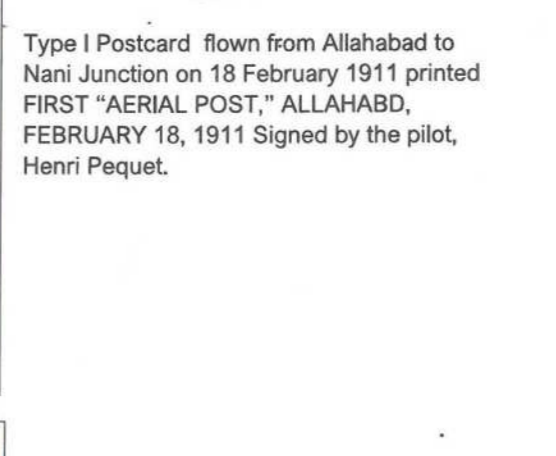 Type I Postcard flown from Allahabad to
Nani Junction on 18 February 1911 printed
FIRST “AERIAL POST,” ALLAHABD,
FEBRUARY 18, 1911 Signed by the pilot,
Henri Pequet.